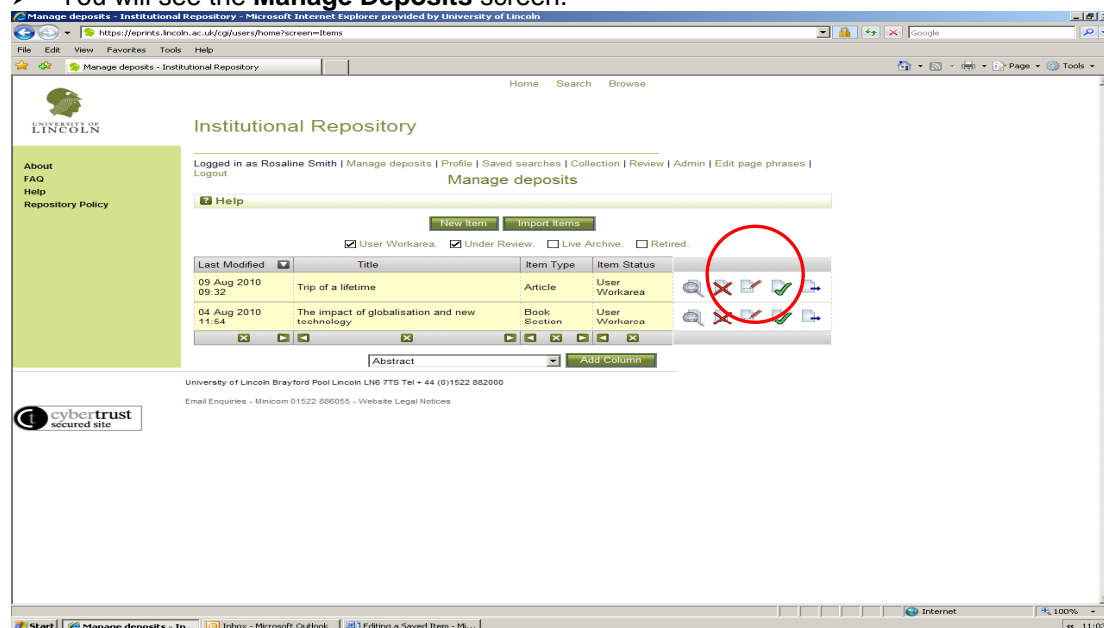 ➢ You will see the Manage Deposits screen.
Manage deposits - Institutional Repository - Microsoft Internet Explorer provided by University of Lincoln
https://eprints.lincoln.ac.uk/cgi/users/home?screen=Items
Google
File Edit View Favorites Tools Help
Manage deposits - Institutional Repository
Page Tools
Home Search Browse
UNIVERSITY OF
LINCOLN
Institutional Repository
About
FAQ
Help
Repository Policy
Logged in as Rosaline Smith | Manage deposits | Profile | Saved searches | Collection | Review | Admin | Edit page phrases |
Logout
Manage deposits
Help
New Item Import Items
User Workarea. Under Review. Live Archive. Retired.
Last Modified Title Item Type Item Status
09 Aug 2010 09:32 Trip of a lifetime Article User Workarea
04 Aug 2010 11:54 The impact of globalisation and new technology Book Section User Workarea
Abstract Add Column
University of Lincoln Brayford Pool Lincoln LN6 7TS Tel + 44 (0)1522 882000
Email Enquiries - Minicom 01522 886055 - Website Legal Notices
cybertrust
secured site
Internet 100%
Start Manage deposits - In... Inbox - Microsoft Outlook Editing a Saved Item - Mi...